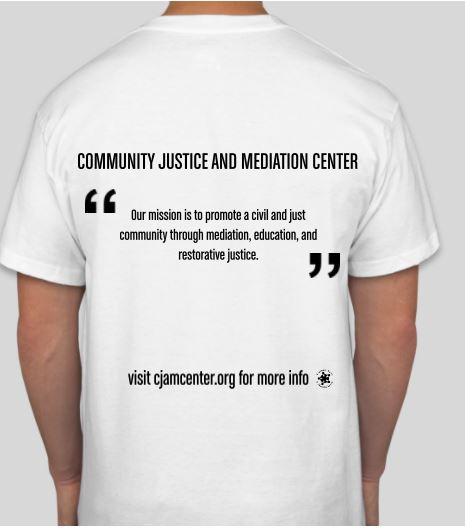 COMMUNITY JUSTICE AND MEDIATION CENTER
“ Our mission is to promote a civil and just
community through mediation, education, and
restorative justice. ”
visit cjamcenter.org for more info